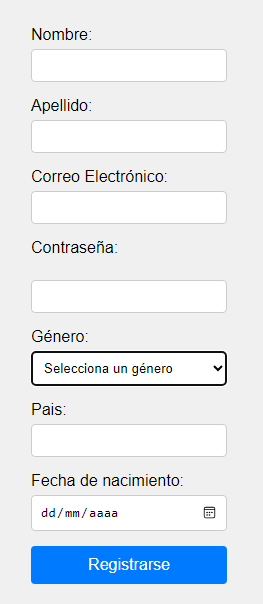 Nombre:
Apellido:
Correo Electrónico:
Contraseña:
Género:
Selecciona un género
Pais:
Fecha de nacimiento:
dd/mm/aaaa
Registrarse